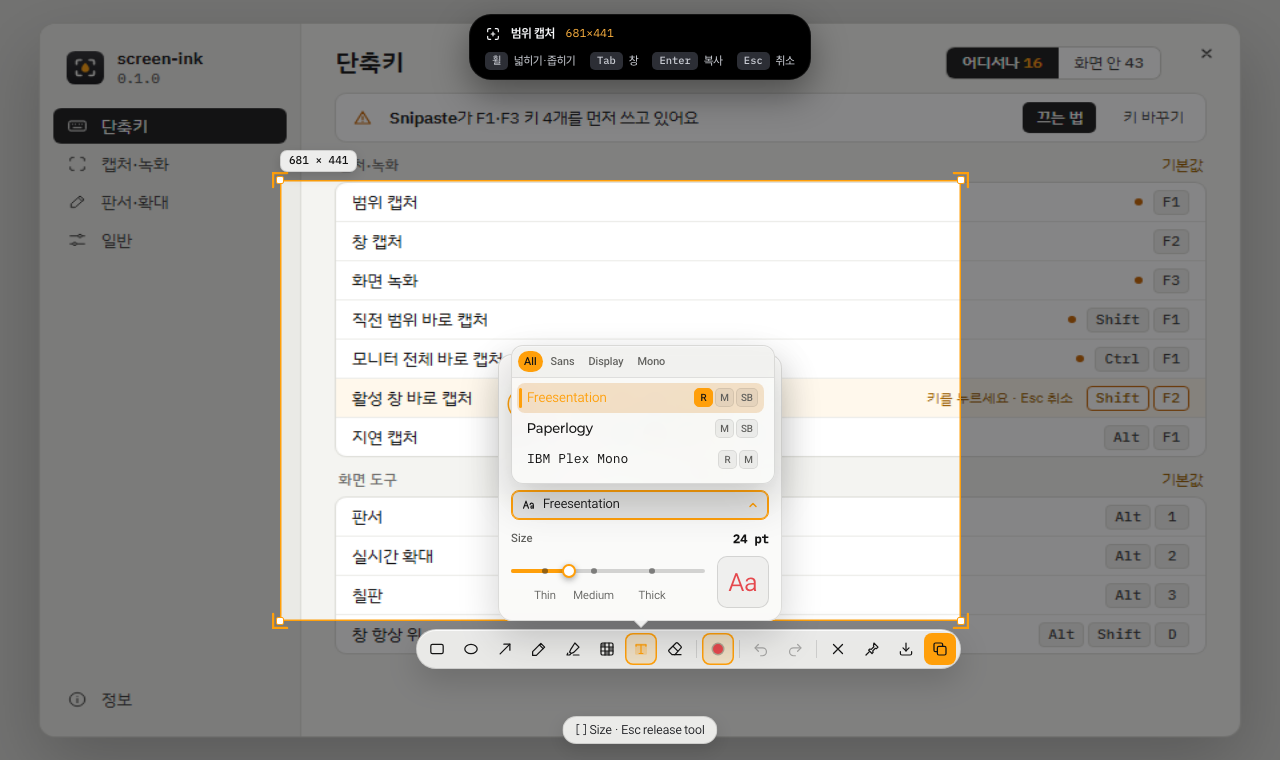 범위 캡처 681×441
휠 넓히기·좁히기 Tab 창 Enter 복사 Esc 취소
screen-ink
0.1.0
단축키
캡처·녹화
판서·확대
일반
정보
단축키
어디서나 16 화면 안 43
Snipaste가 F1·F3 키 4개를 먼저 쓰고 있어요 끄는 법 키 바꾸기
681 × 441
처·녹화 기본값
범위 캡처 F1
창 캡처 F2
화면 녹화 F3
직전 범위 바로 캡처 Shift F1
모니터 전체 바로 캡처 Ctrl F1
활성 창 바로 캡처 키를 누르세요 · Esc 취소 Shift F2
지연 캡처 Alt F1
화면 도구 기본값
판서 Alt 1
실시간 확대 Alt 2
칠판 Alt 3
창 항상 위 Alt Shift D
All Sans Display Mono
Freesentation R M SB
Paperlogy M SB
IBM Plex Mono R M
Aa Freesentation
Size 24 pt
Thin Medium Thick
Aa
T
[ ] Size · Esc release tool